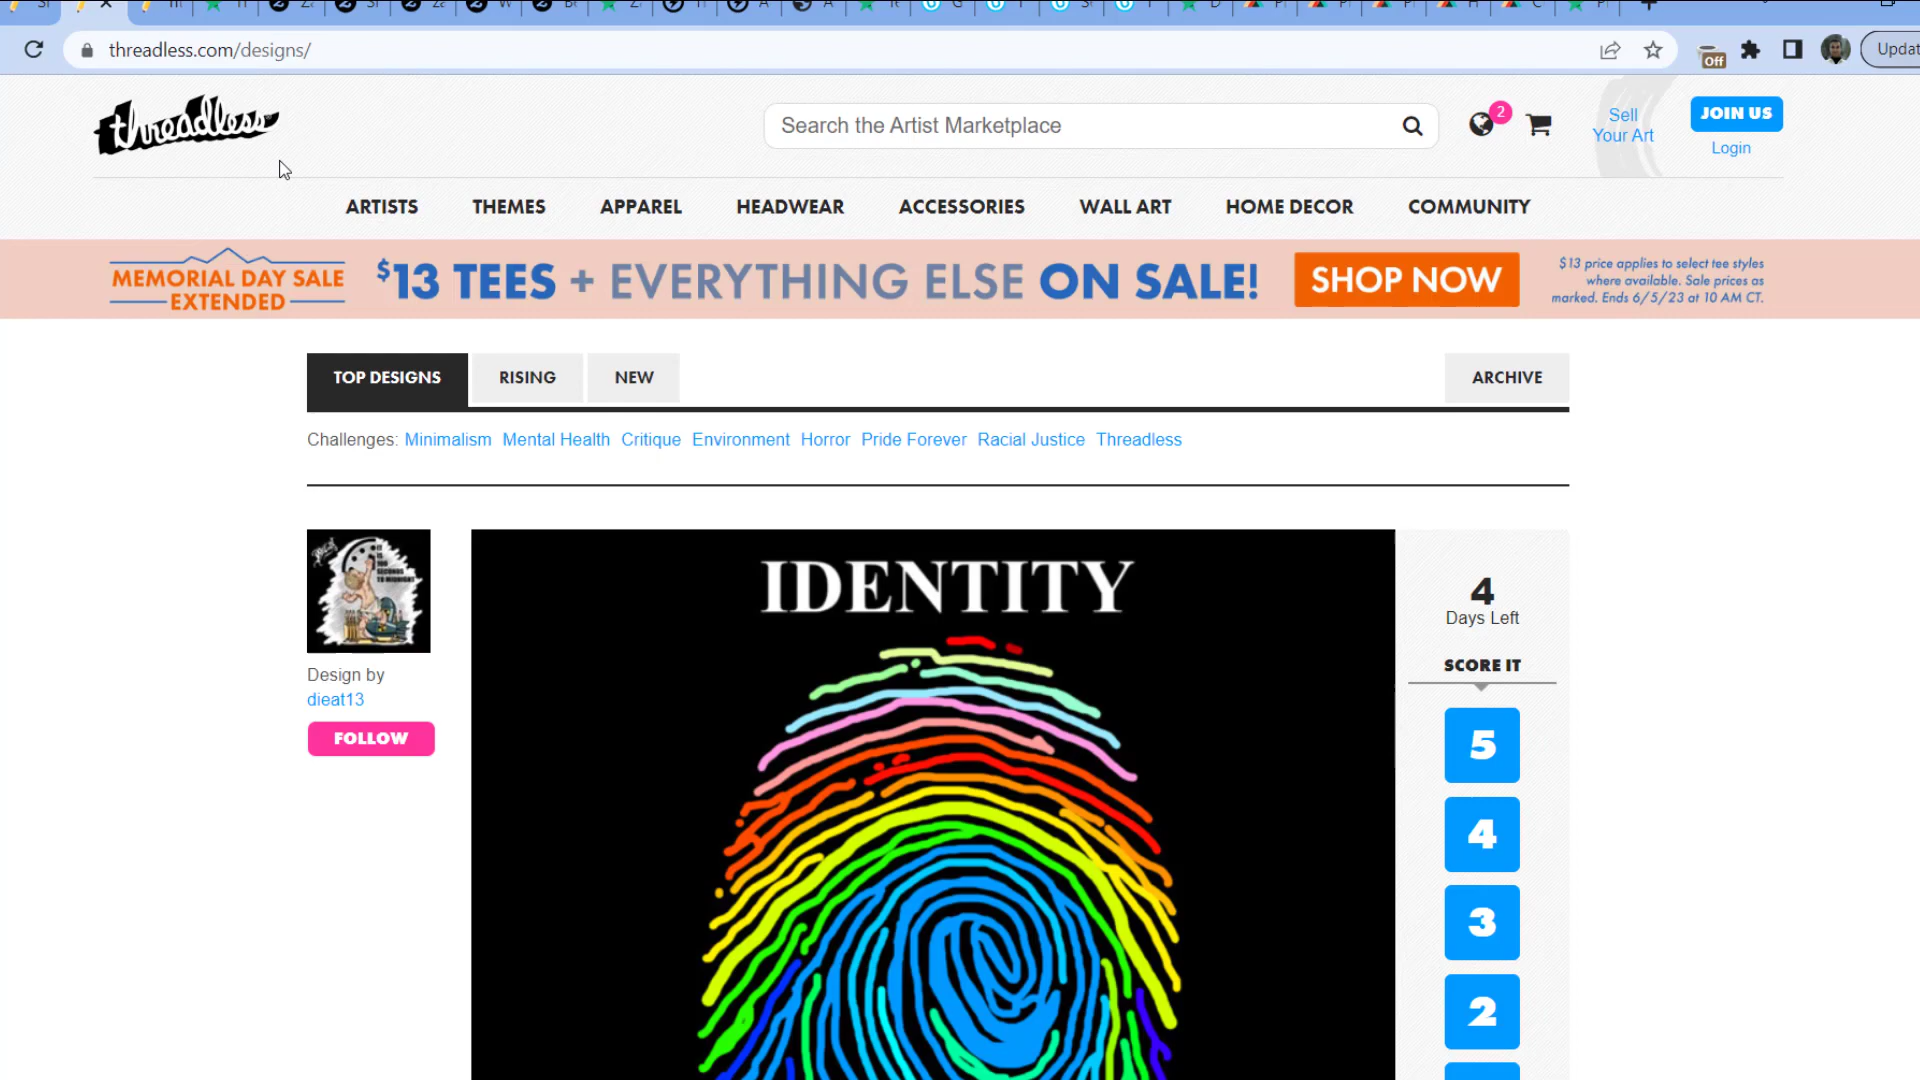 threadless.com/designs/
Off
Updat
threadless
Search the Artist Marketplace
2
Sell
Your Art
JOIN US
Login
ARTISTS THEMES APPAREL HEADWEAR ACCESSORIES WALL ART HOME DECOR COMMUNITY
MEMORIAL DAY SALE
EXTENDED
$13 TEES + EVERYTHING ELSE ON SALE!
SHOP NOW
$13 price applies to select tee styles
where available. Sale prices as
marked. Ends 6/5/23 at 10 AM CT.
TOP DESIGNS RISING NEW ARCHIVE
Challenges: Minimalism Mental Health Critique Environment Horror Pride Forever Racial Justice Threadless
IDENTITY
4
Days Left
SCORE IT
Design by
dieat13
FOLLOW
5
4
3
2